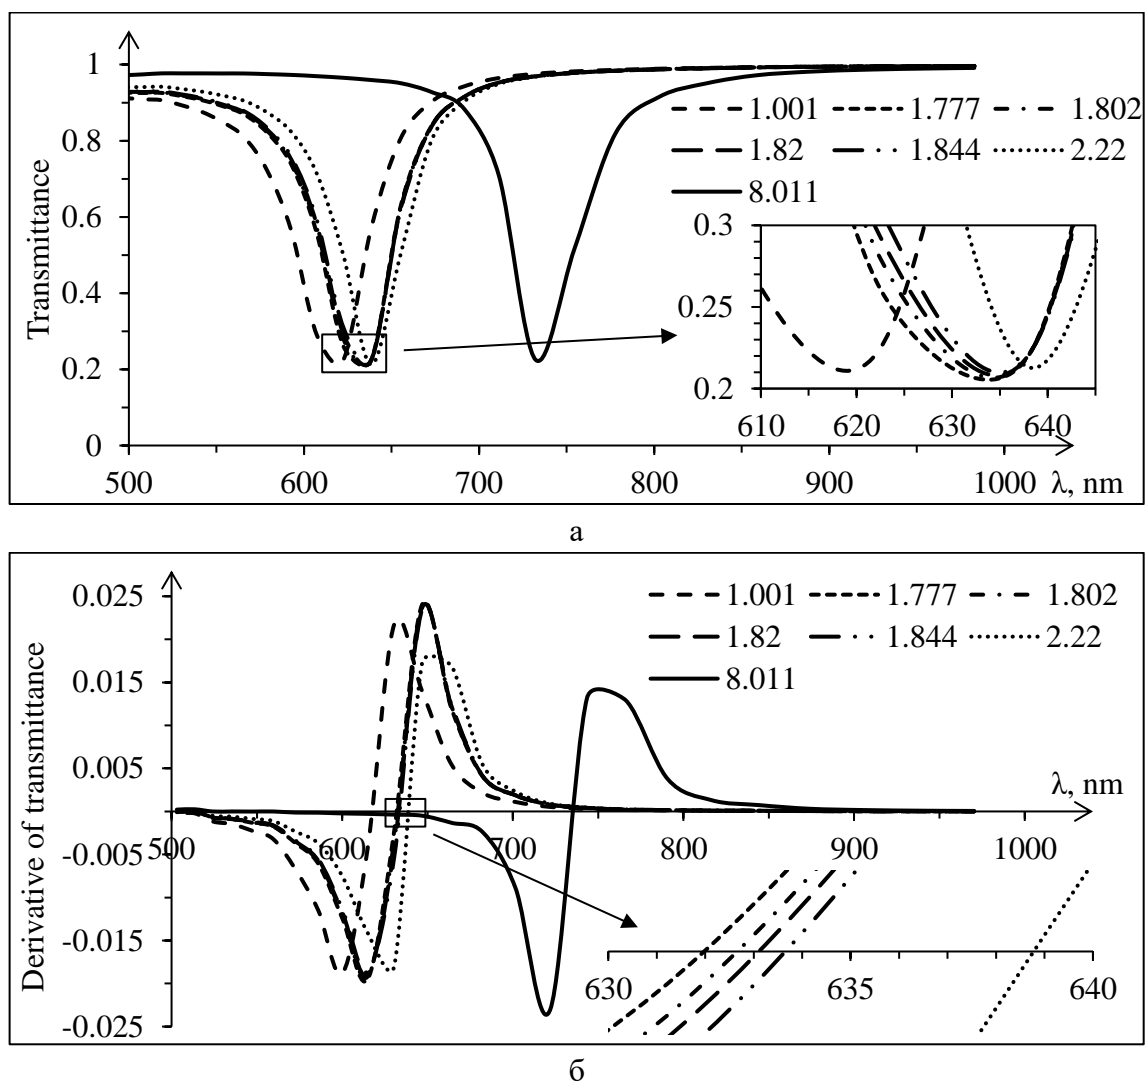 1
0.8
0.6
0.4
0.2
0
Transmittance
1.001 1.777 1.802
1.82 1.844 2.22
8.011
0.3
0.25
0.2
610 620 630 640
500 600 700 800 900 1000 λ, nm
а
0.025
0.015
0.005
-0.005
-0.015
-0.025
Derivative of transmittance
1.001 1.777 1.802
1.82 1.844 2.22
8.011
λ, nm
500 600 700 800 900 1000
630 635 640
б